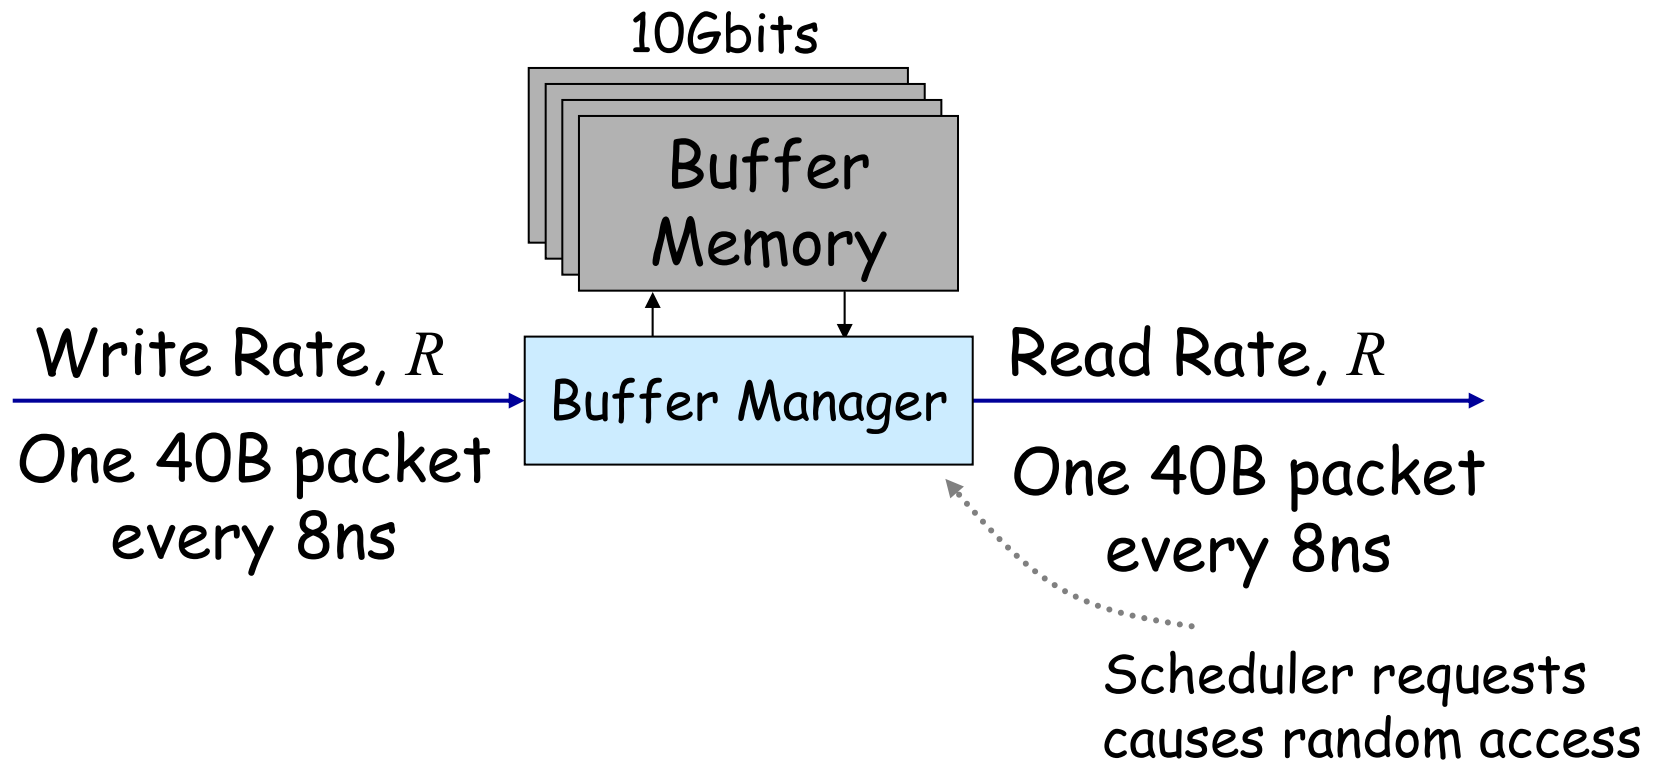 10Gbits
Buffer
Memory
Write Rate, R
Read Rate, R
Buffer Manager
One 40B packet
every 8ns
One 40B packet
every 8ns
Scheduler requests
causes random access